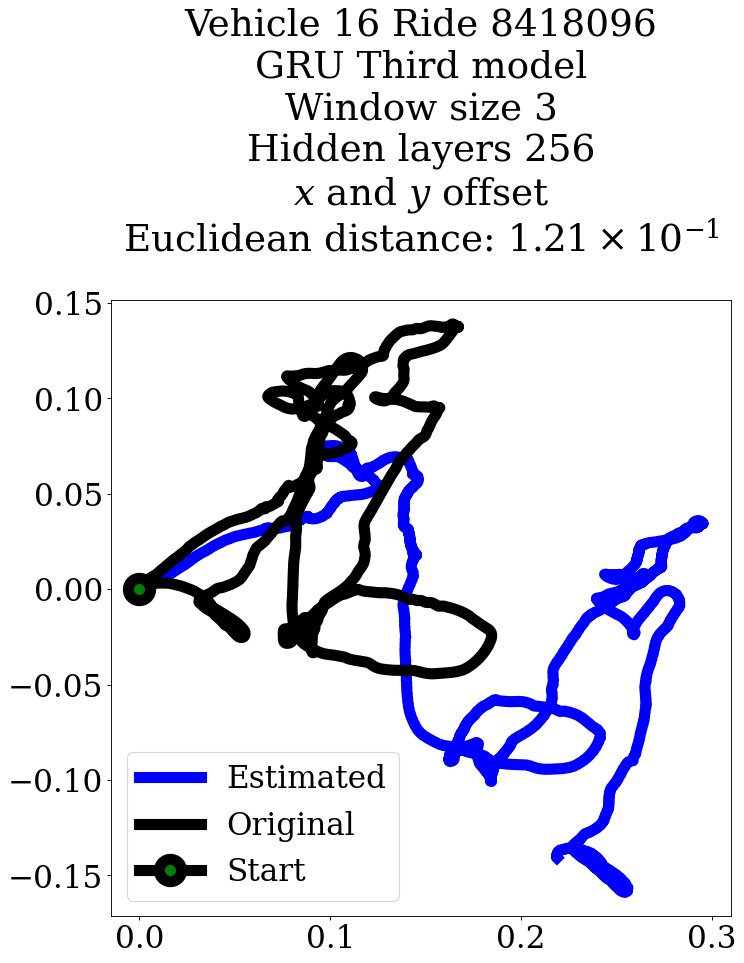 Vehicle 16 Ride 8418096
GRU Third model
Window size 3
Hidden layers 256
x and y offset
Euclidean distance: 1.21 × 10⁻¹
0.15
0.10
0.05
0.00
−0.05
−0.10
−0.15
Estimated
Original
Start
0.0 0.1 0.2 0.3